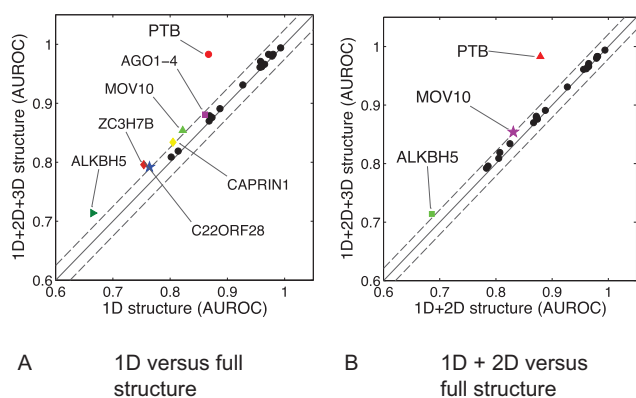 1D+2D+3D structure (AUROC)
1
0.9
0.8
0.7
0.6
PTB
AGO1−4
MOV10
ZC3H7B
ALKBH5
CAPRIN1
C22ORF28
0.6 0.7 0.8 0.9 1
1D structure (AUROC)
1D+2D+3D structure (AUROC)
1
0.9
0.8
0.7
0.6
PTB
MOV10
ALKBH5
0.6 0.7 0.8 0.9 1
1D+2D structure (AUROC)
A 1D versus full
structure
B 1D + 2D versus
full structure